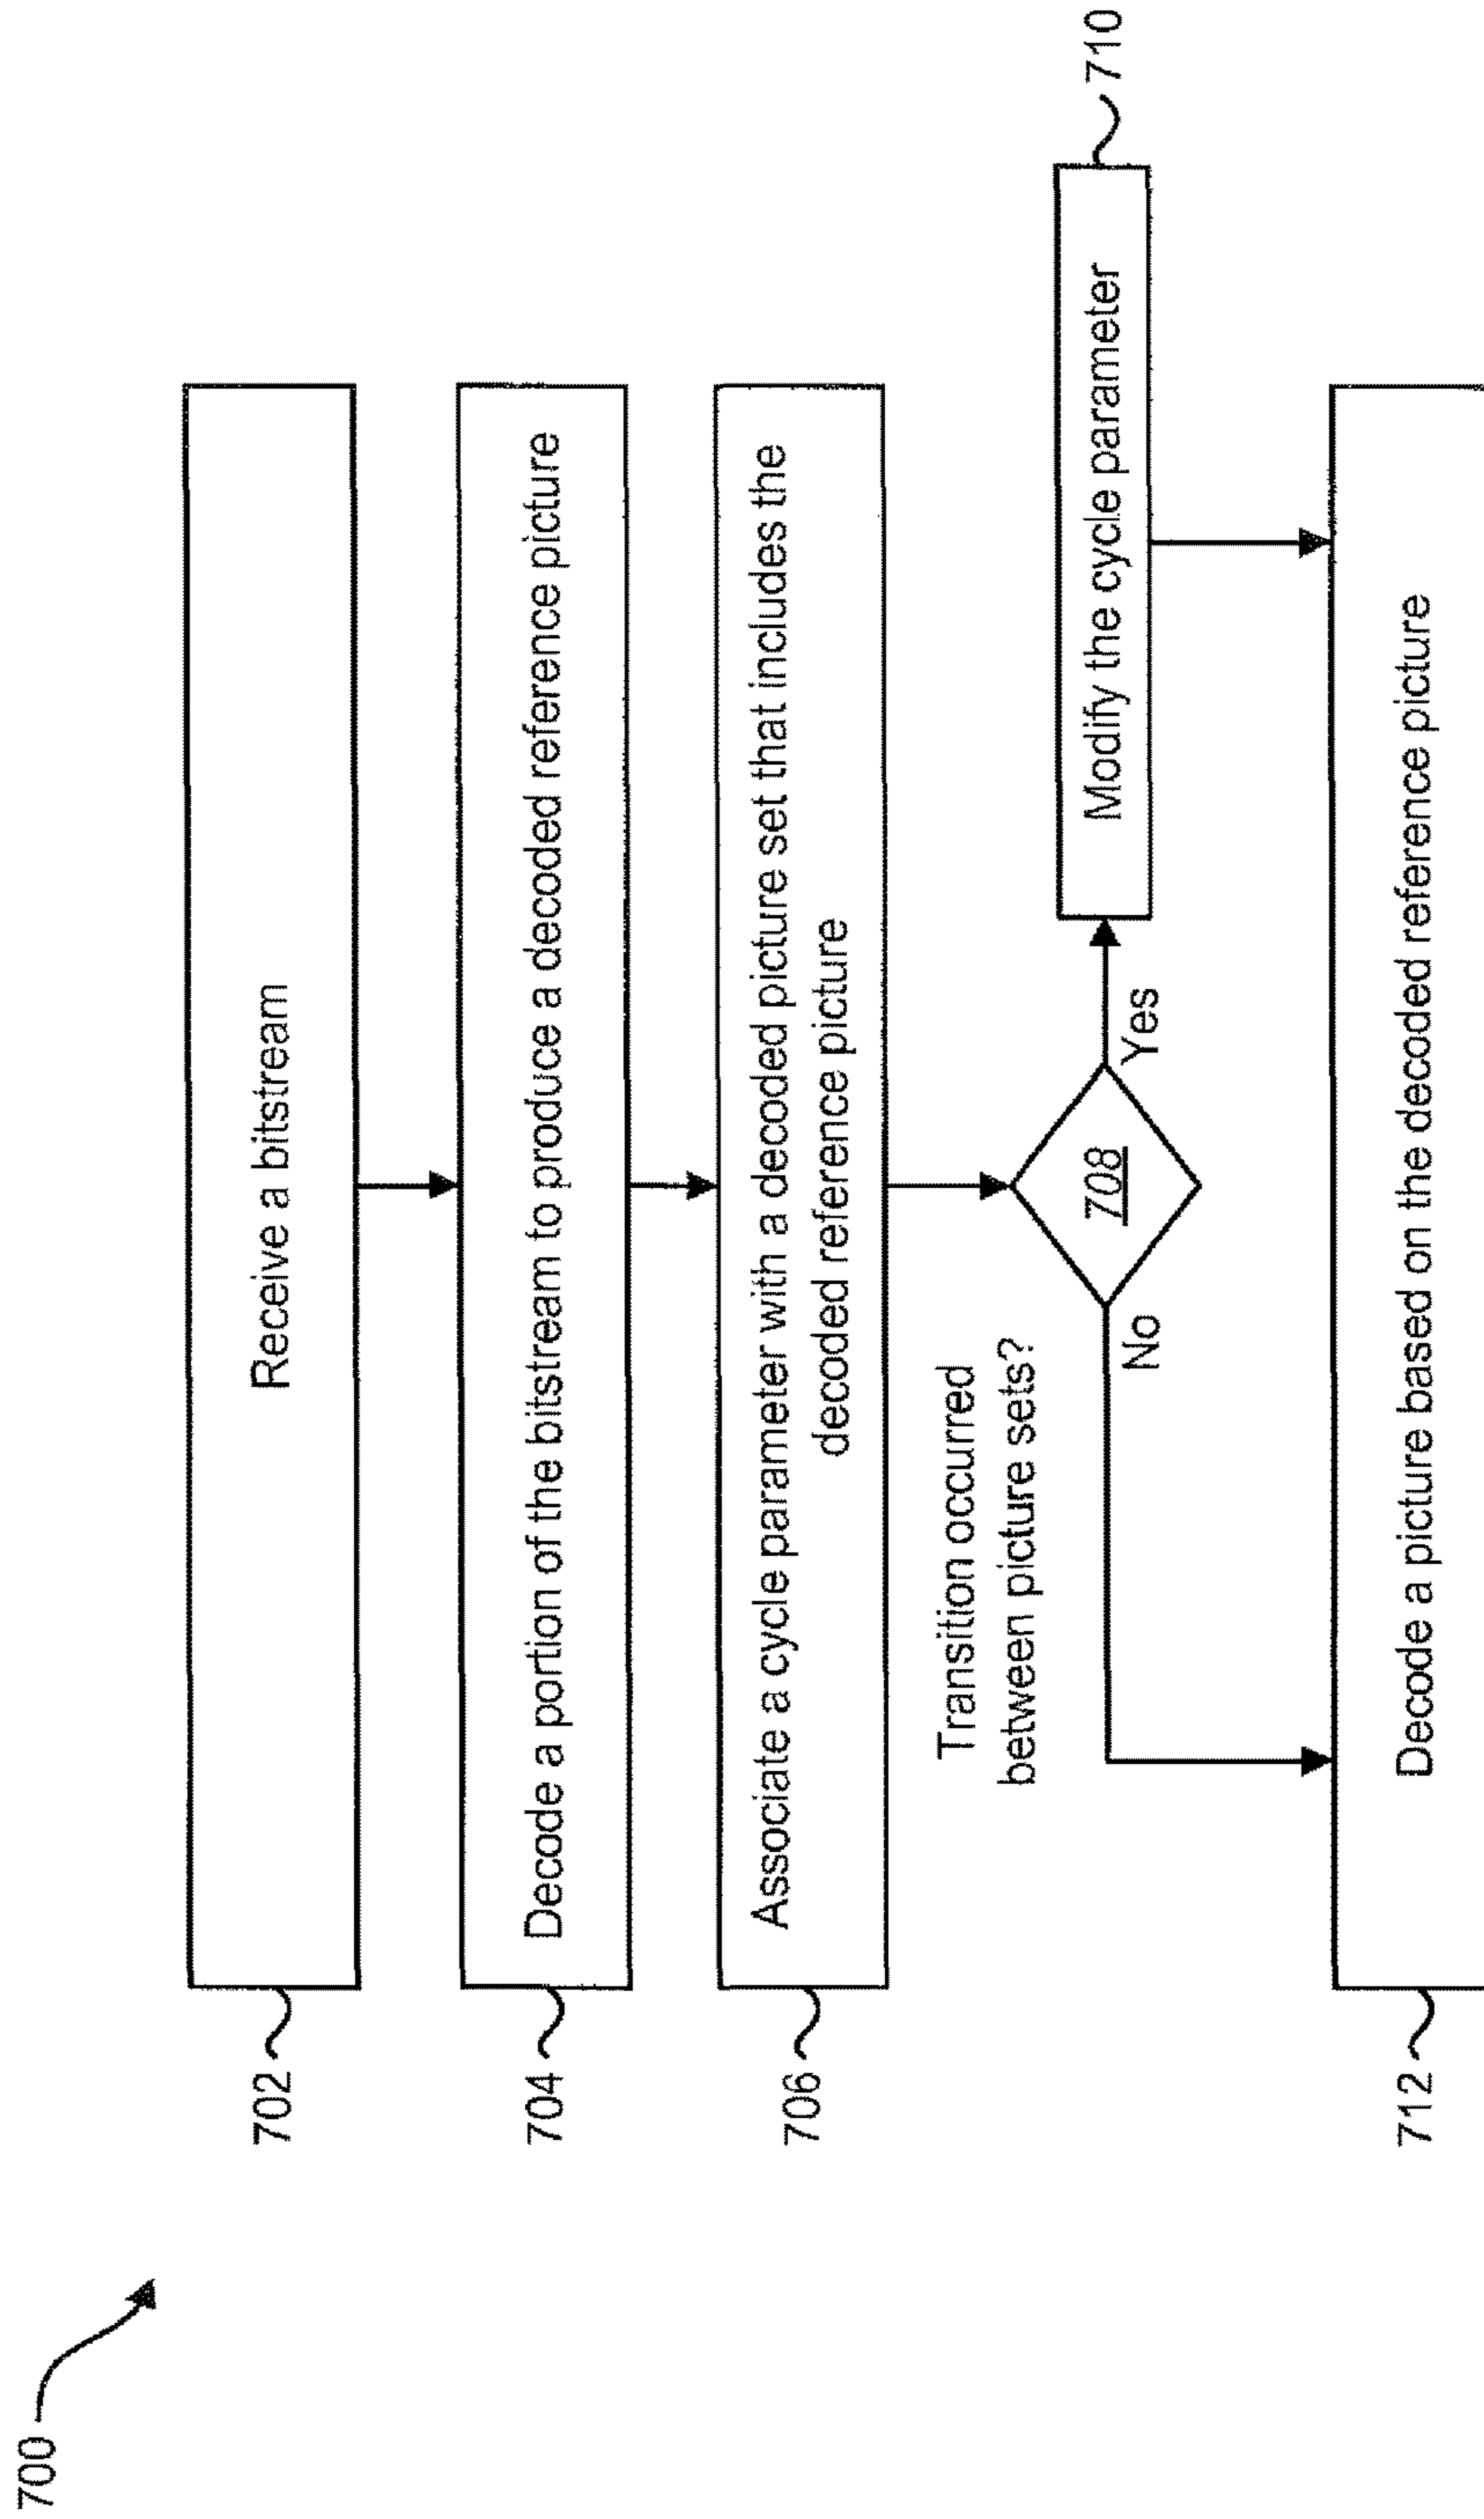 700
702
Receive a bitstream
704
Decode a portion of the bitstream to produce a decoded reference picture
706
Associate a cycle parameter with a decoded picture set that includes the
decoded reference picture
Transition occurred
between picture sets?
708
No
Yes
Modify the cycle parameter
710
712
Decode a picture based on the decoded reference picture